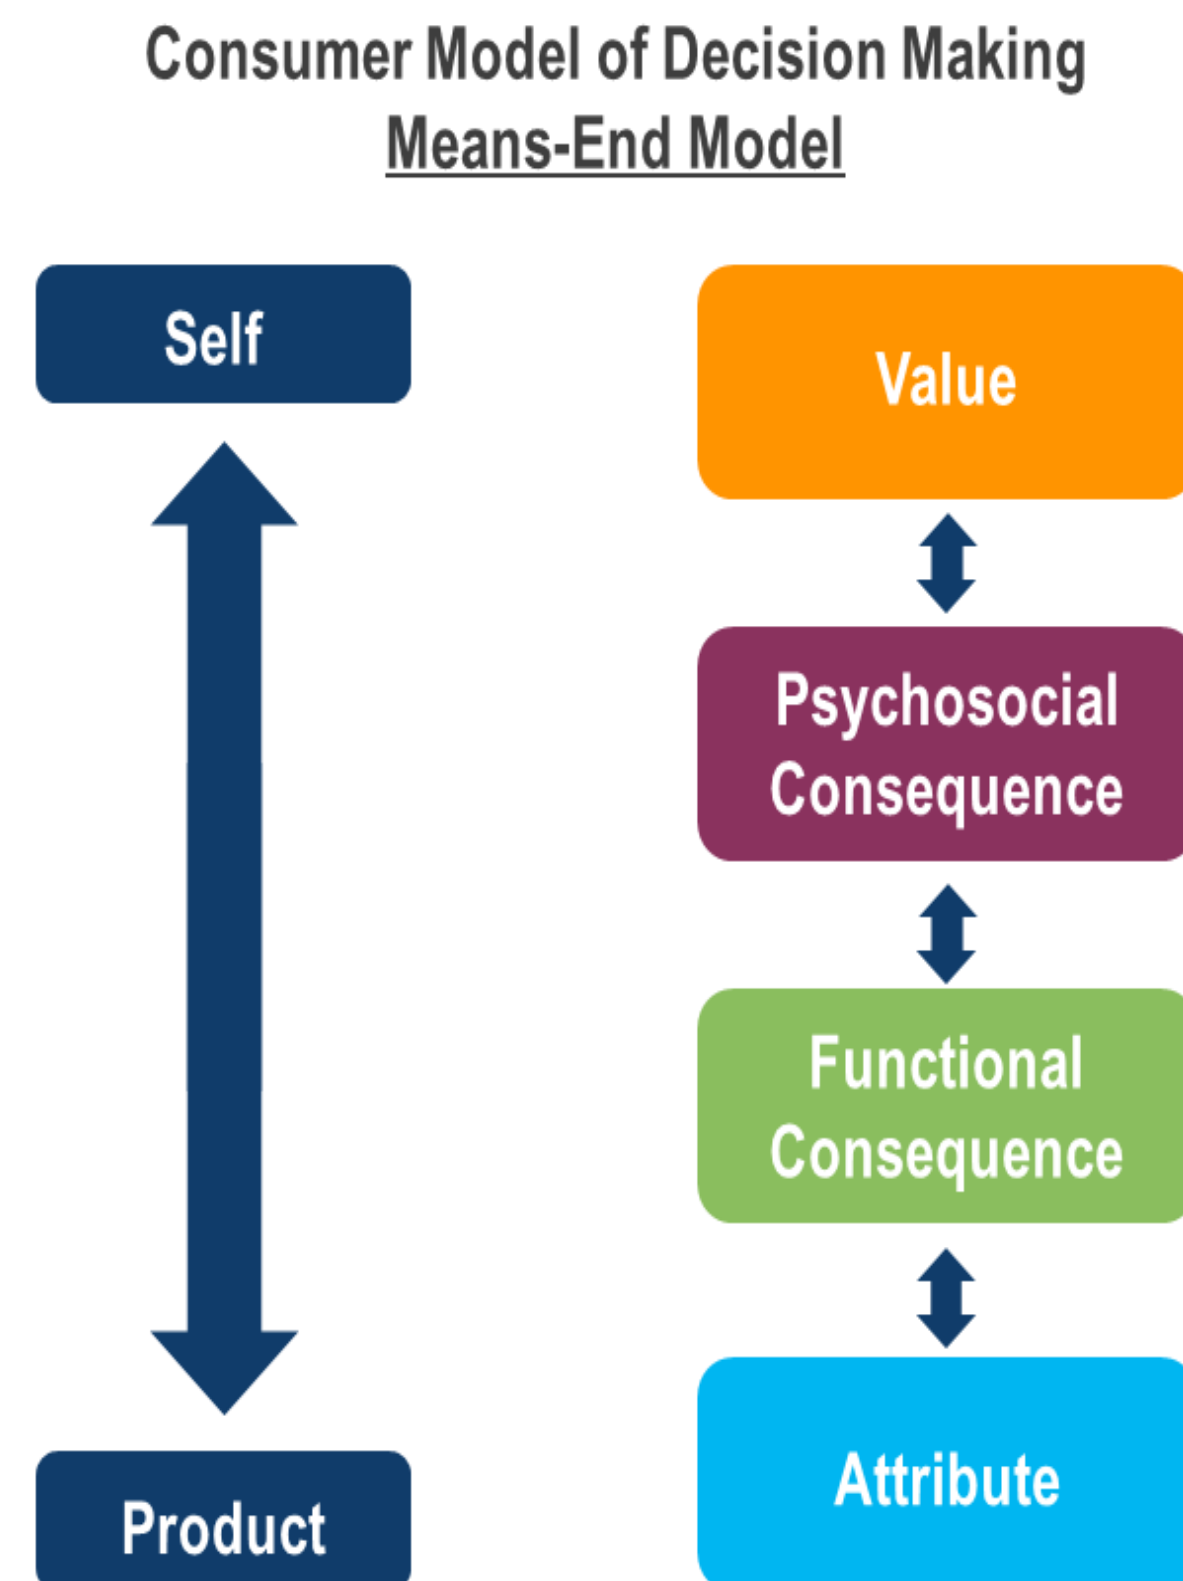 Consumer Model of Decision Making
Means-End Model
Self
Value
Psychosocial
Consequence
Functional
Consequence
Attribute
Product